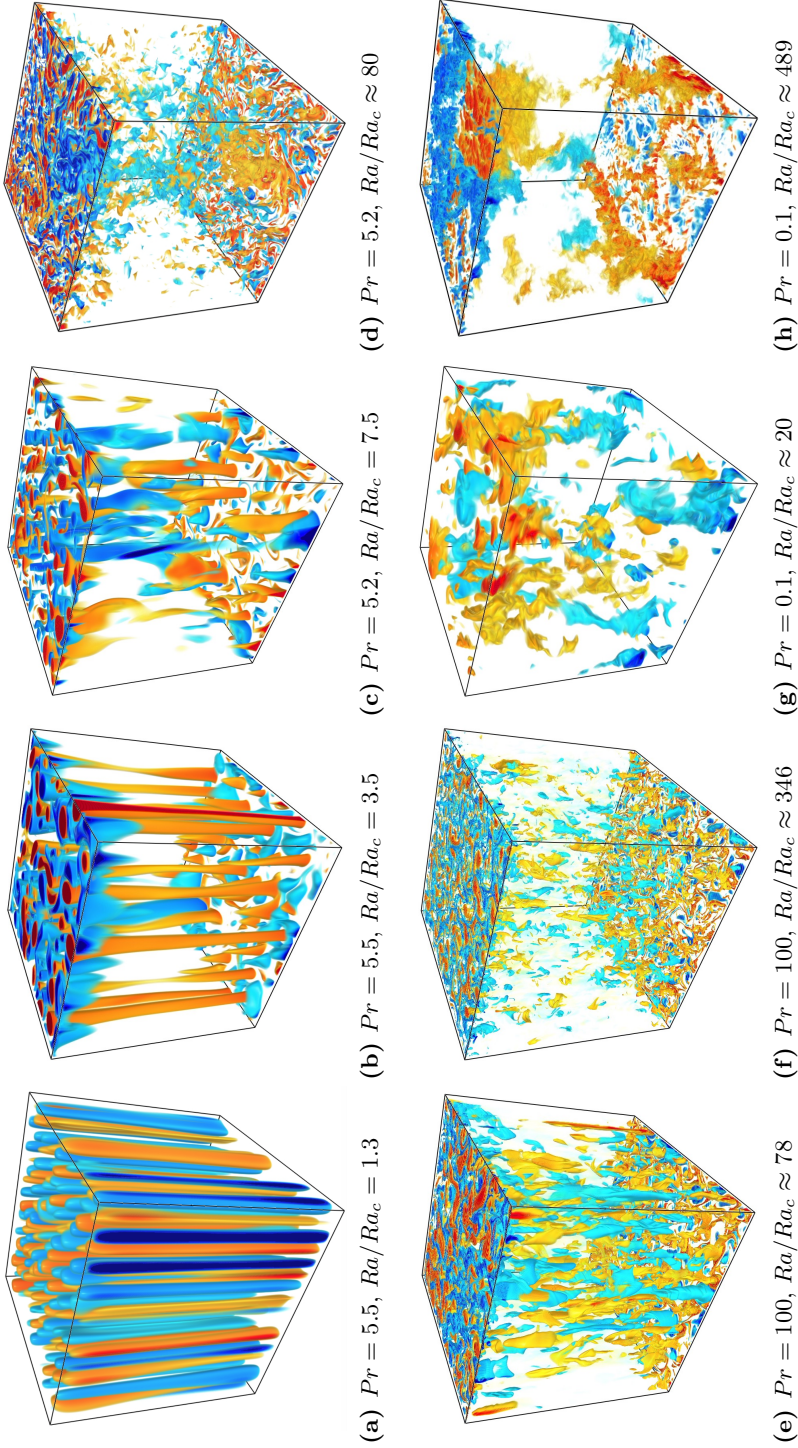 (a) Pr = 5.5, Ra/Ra_c = 1.3
(b) Pr = 5.5, Ra/Ra_c = 3.5
(c) Pr = 5.2, Ra/Ra_c = 7.5
(d) Pr = 5.2, Ra/Ra_c ≈ 80
(e) Pr = 100, Ra/Ra_c ≈ 78
(f) Pr = 100, Ra/Ra_c ≈ 346
(g) Pr = 0.1, Ra/Ra_c ≈ 20
(h) Pr = 0.1, Ra/Ra_c ≈ 489